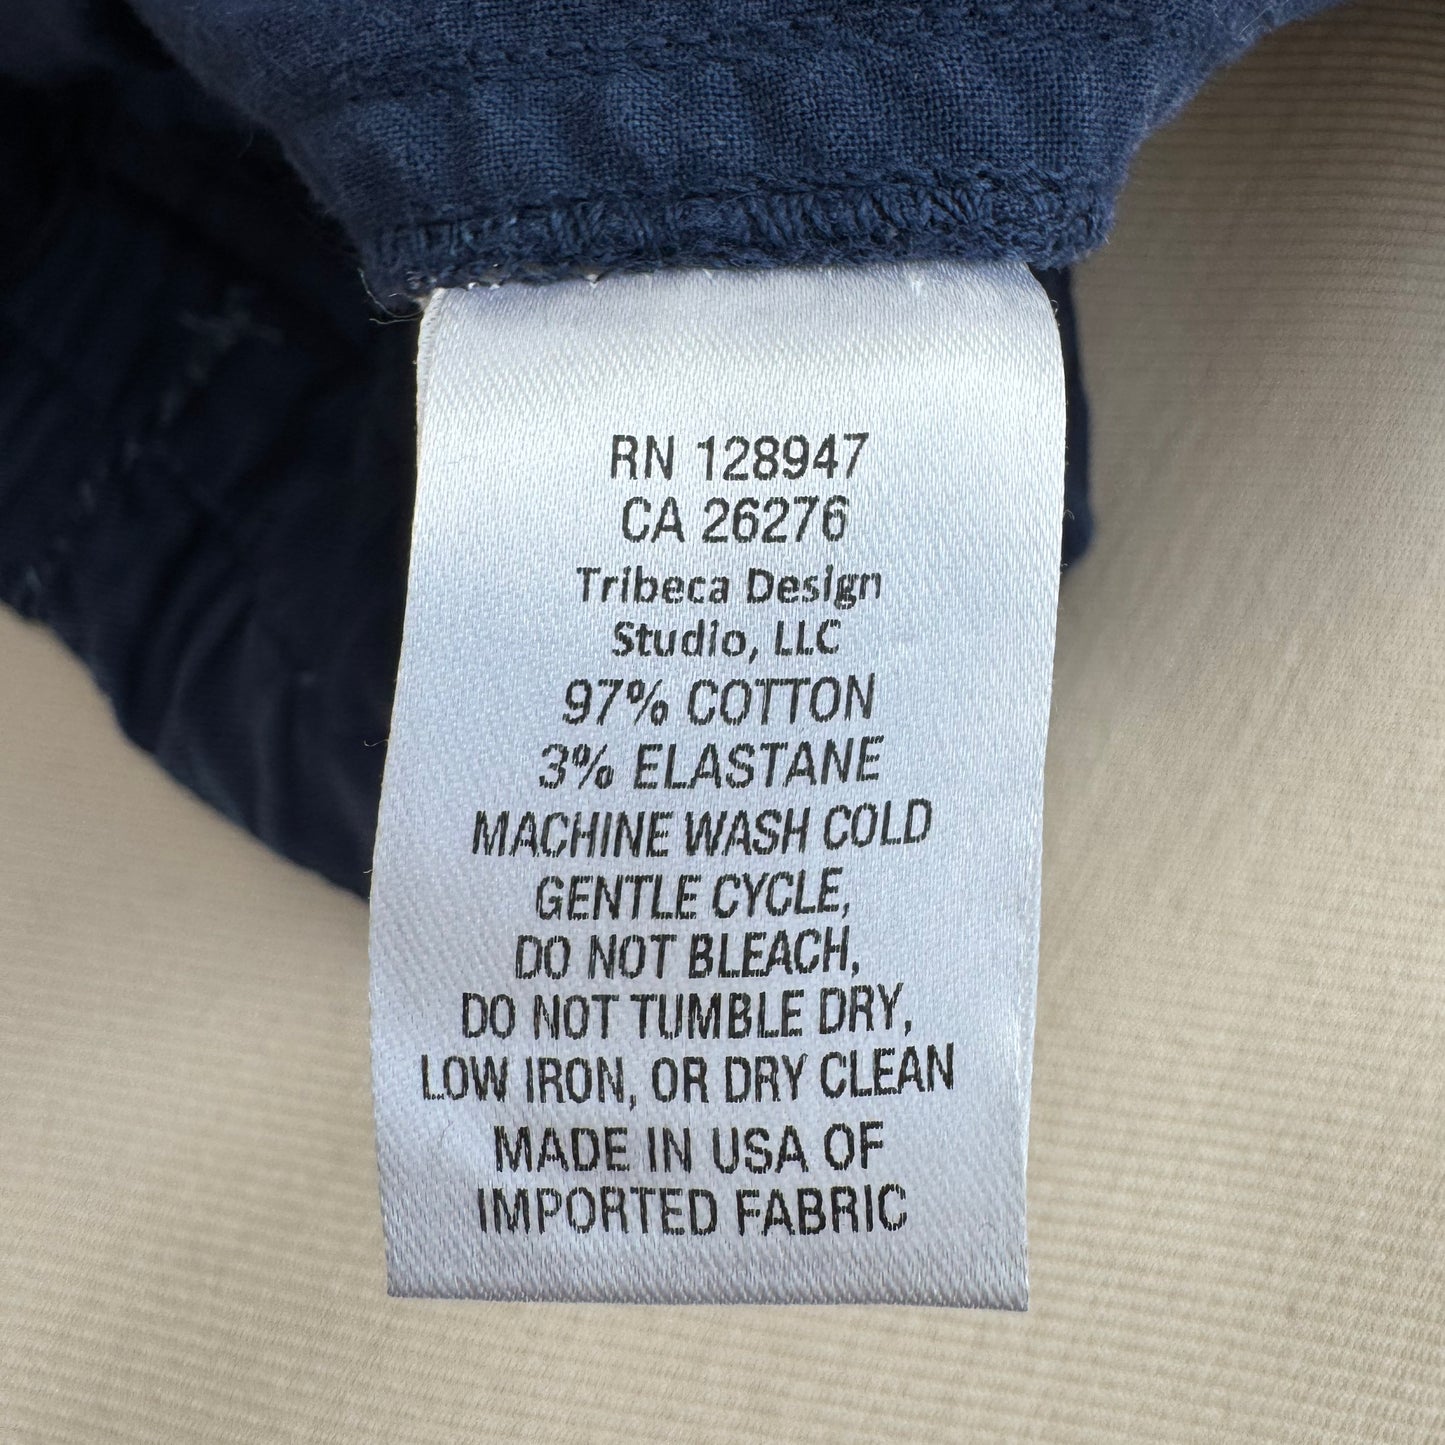 RN 128947
CA 26276
Tribeca Design
Studio, LLC
97% COTTON
3% ELASTANE
MACHINE WASH COLD
GENTLE CYCLE,
DO NOT BLEACH,
DO NOT TUMBLE DRY,
LOW IRON, OR DRY CLEAN
MADE IN USA OF
IMPORTED FABRIC